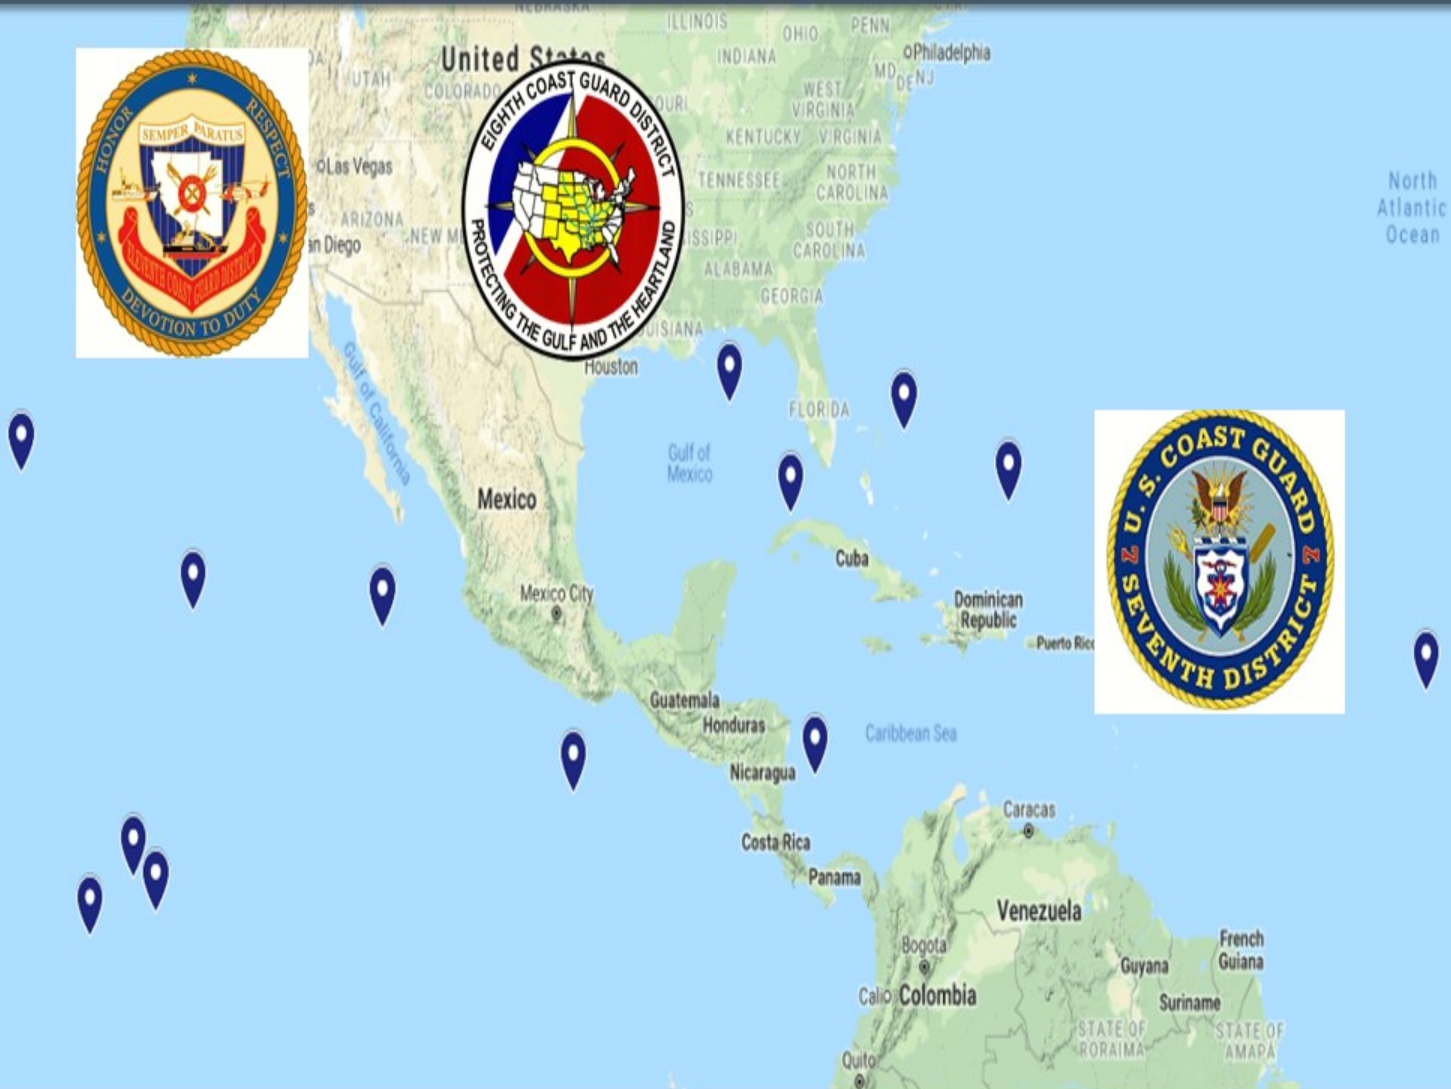 NEBRASKA
ILLINOIS
OHIO
PENN
United States
INDIANA
Philadelphia
MD
DE
NJ
UTAH
COLORADO
OURI
WEST
VIRGINIA
KENTUCKY
VIRGINIA
Las Vegas
TENNESSEE
NORTH
CAROLINA
ARIZONA
NEW M
an Diego
ISSIPPI
SOUTH
CAROLINA
ALABAMA
GEORGIA
UISIANA
Houston
HONOR
RESPECT
SEMPER PARATUS
ELEVENTH COAST GUARD DISTRICT
DEVOTION TO DUTY
EIGHTH COAST GUARD DISTRICT
PROTECTING THE GULF AND THE HEARTLAND
North
Atlantic
Ocean
Gulf of California
FLORIDA
Gulf of
Mexico
Mexico
U. S. COAST GUARD
7 SEVENTH DISTRICT 7
Cuba
Mexico City
Dominican
Republic
Puerto Rico
Guatemala
Honduras
Caribbean Sea
Nicaragua
Caracas
Costa Rica
Panama
Venezuela
Bogota
French
Guiana
Guyana
Cali
Colombia
Suriname
STATE OF
RORAIMA
STATE OF
AMAPÁ
Quito